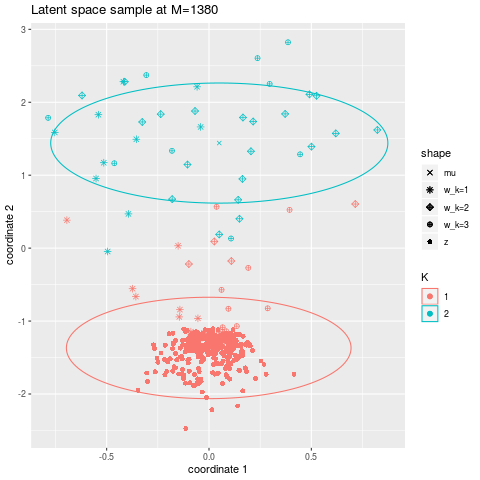 Latent space sample at M=1380
3
2
1
0
-1
-2
coordinate 2
-0.5
0.0
0.5
coordinate 1
shape
mu
w_k=1
w_k=2
w_k=3
z
K
1
2